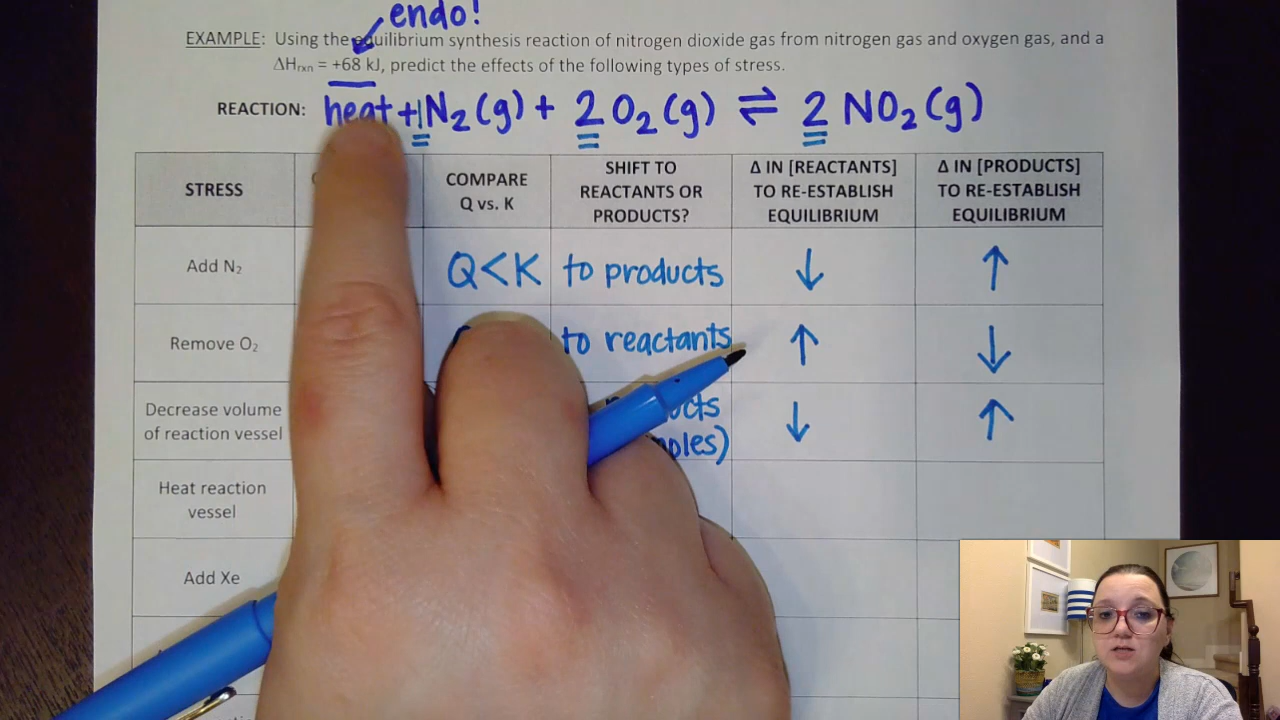 endo!
EXAMPLE: Using the equilibrium synthesis reaction of nitrogen dioxide gas from nitrogen gas and oxygen gas, and a
ΔHrxn = +68 kJ, predict the effects of the following types of stress.
REACTION: heat + 1 N₂(g) + 2 O₂(g) ⇌ 2 NO₂(g)
STRESS
COMPARE
Q vs. K
SHIFT TO
REACTANTS OR
PRODUCTS?
Δ IN [REACTANTS]
TO RE-ESTABLISH
EQUILIBRIUM
Δ IN [PRODUCTS]
TO RE-ESTABLISH
EQUILIBRIUM
Add N₂
Q<K
to products
↓
↑
Remove O₂
to reactants
↑
↓
Decrease volume
of reaction vessel
↓
↑
Heat reaction
vessel
Add Xe